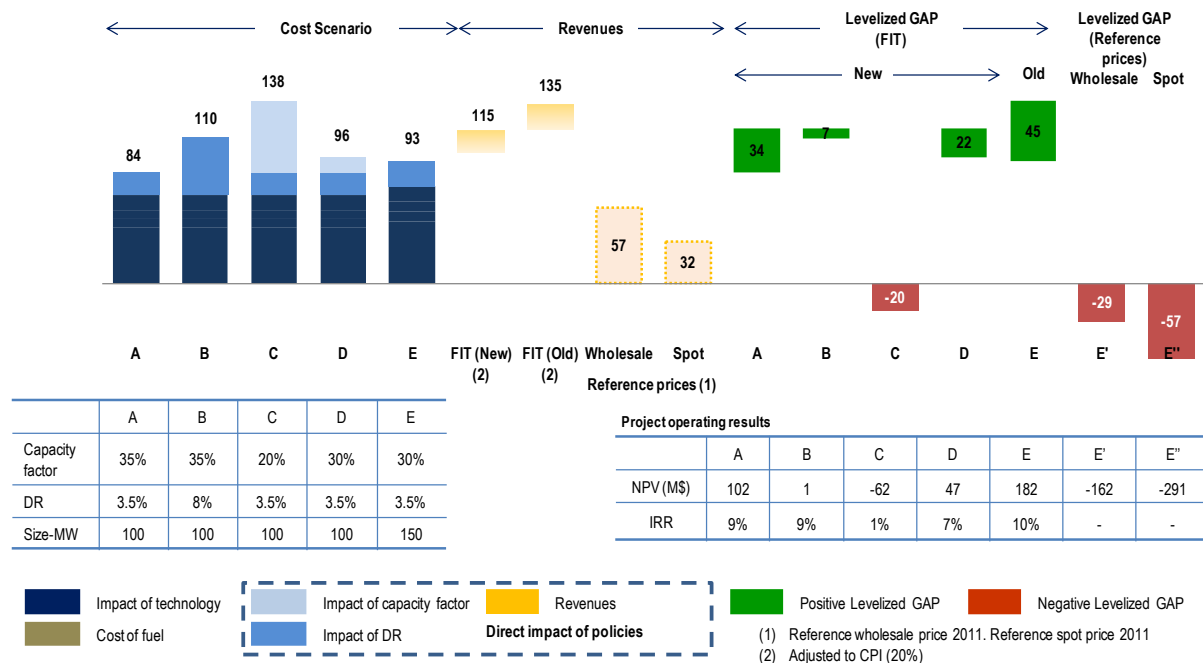 Cost Scenario
Revenues
Levelized GAP
(FIT)
Levelized GAP
(Reference
prices)
New
Old
Wholesale
Spot
84
110
138
96
93
115
135
57
32
34
7
-20
22
45
-29
-57
A
B
C
D
E
FIT (New)
(2)
FIT (Old)
(2)
Wholesale
Spot
A
B
C
D
E
E'
E"
Reference prices (1)
A B C D E
Capacity
factor
35% 35% 20% 30% 30%
DR 3.5% 8% 3.5% 3.5% 3.5%
Size-MW 100 100 100 100 150
Project operating results
A B C D E E' E"
NPV (M$) 102 1 -62 47 182 -162 -291
IRR 9% 9% 1% 7% 10% - -
Impact of technology
Cost of fuel
Impact of capacity factor
Impact of DR
Revenues
Direct impact of policies
Positive Levelized GAP
Negative Levelized GAP
(1) Reference wholesale price 2011. Reference spot price 2011
(2) Adjusted to CPI (20%)